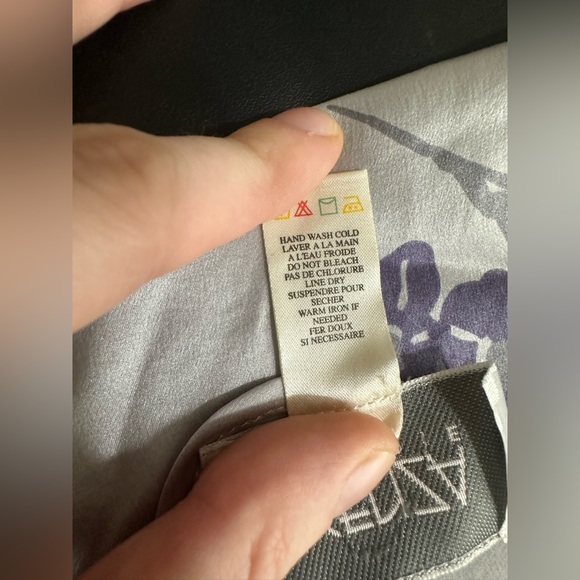 HAND WASH COLD
LAVER A LA MAIN
A L'EAU FROIDE
DO NOT BLEACH
PAS DE CHLORURE
LINE DRY
SUSPENDRE POUR
SECHER
WARM IRON IF
NEEDED
FER DOUX
SI NECESSAIRE